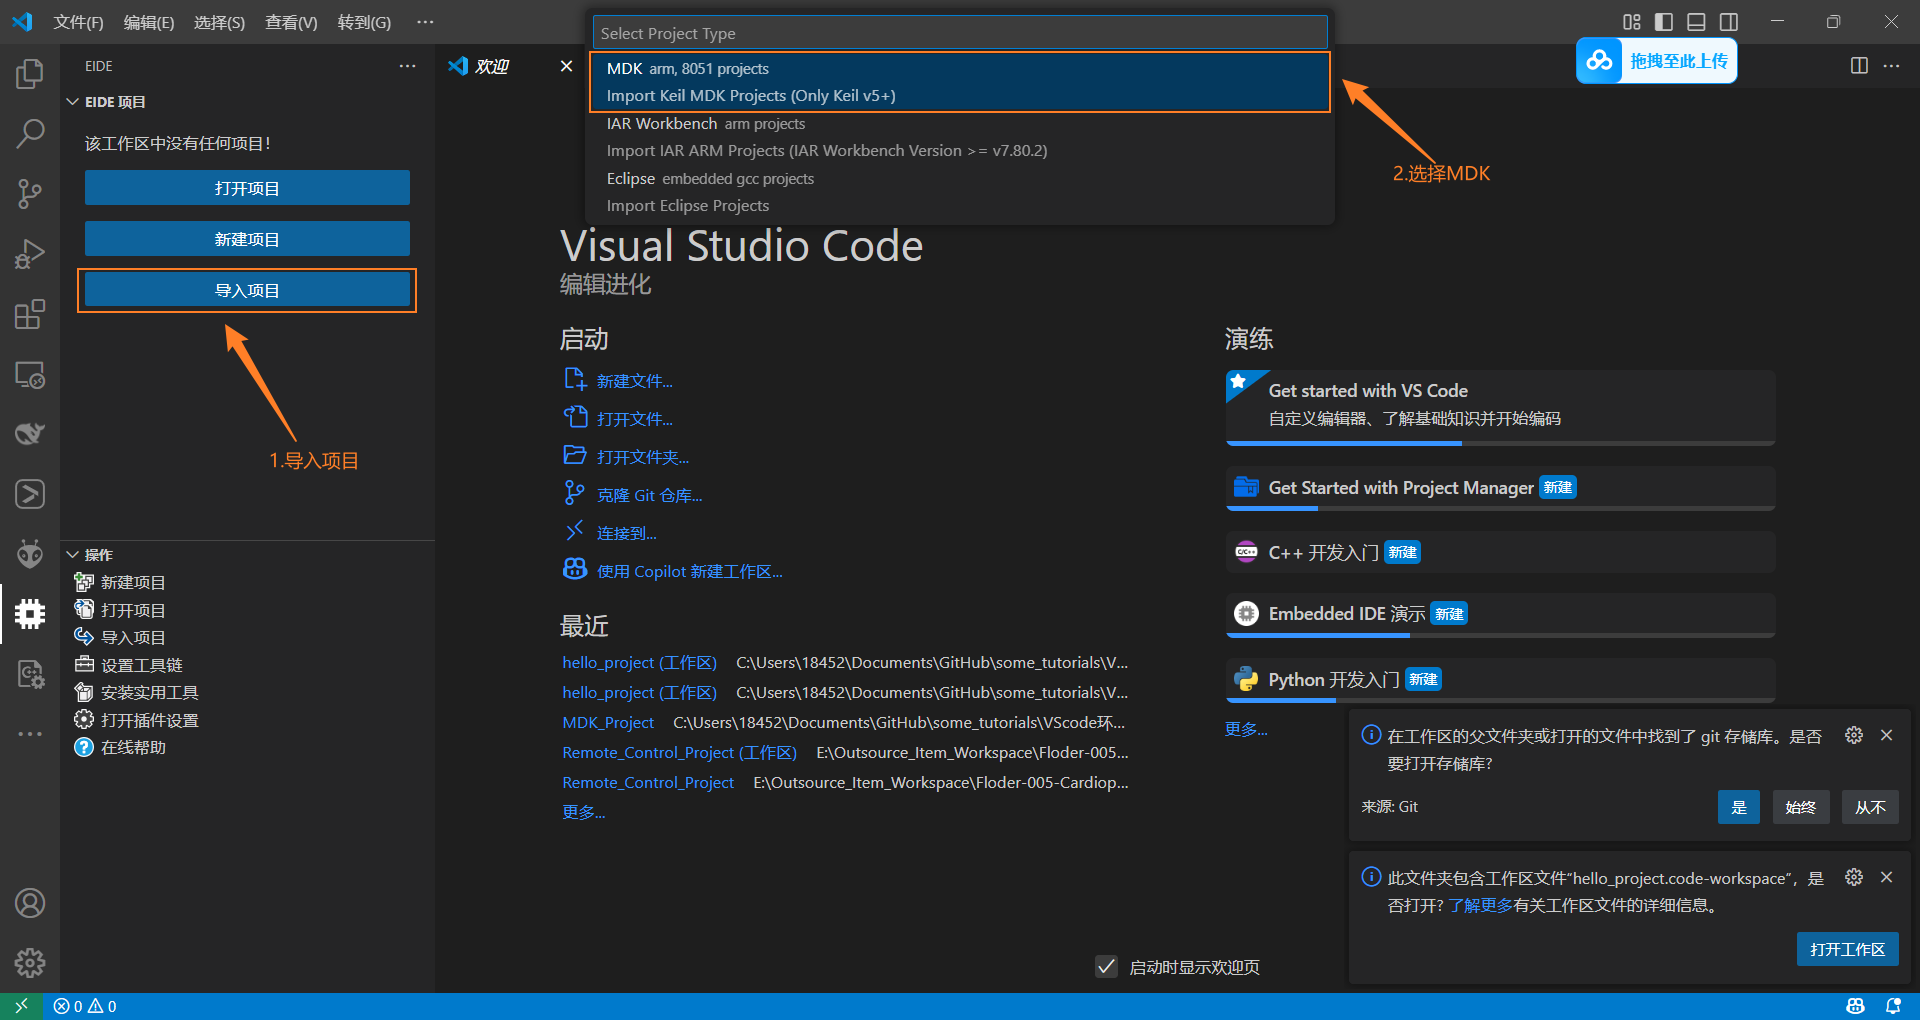 文件(F)
编辑(E)
选择(S)
查看(V)
转到(G)
···
Select Project Type
MDK arm, 8051 projects
Import Keil MDK Projects (Only Keil v5+)
IAR Workbench arm projects
Import IAR ARM Projects (IAR Workbench Version >= v7.80.2)
Eclipse embedded gcc projects
Import Eclipse Projects
拖拽至此上传
2.选择MDK
EIDE
EIDE 项目
该工作区中没有任何项目!
打开项目
新建项目
导入项目
1.导入项目
操作
新建项目
打开项目
导入项目
设置工具链
安装实用工具
打开插件设置
在线帮助
欢迎
Visual Studio Code
编辑进化
启动
新建文件...
打开文件...
打开文件夹...
克隆 Git 仓库...
连接到...
使用 Copilot 新建工作区...
最近
hello_project (工作区) C:\Users\18452\Documents\GitHub\some_tutorials\V...
hello_project (工作区) C:\Users\18452\Documents\GitHub\some_tutorials\V...
MDK_Project C:\Users\18452\Documents\GitHub\some_tutorials\VScode环...
Remote_Control_Project (工作区) E:\Outsource_Item_Workspace\Floder-005...
Remote_Control_Project E:\Outsource_Item_Workspace\Floder-005-Cardiop...
更多...
演练
Get started with VS Code
自定义编辑器、了解基础知识并开始编码
Get Started with Project Manager 新建
C/C++
C++ 开发入门 新建
Embedded IDE 演示 新建
Python 开发入门 新建
更多...
在工作区的父文件夹或打开的文件中找到了 git 存储库。是否
要打开存储库?
来源: Git
是
始终
从不
此文件夹包含工作区文件"hello_project.code-workspace"，是
否打开? 了解更多有关工作区文件的详细信息。
打开工作区
启动时显示欢迎页
0 0